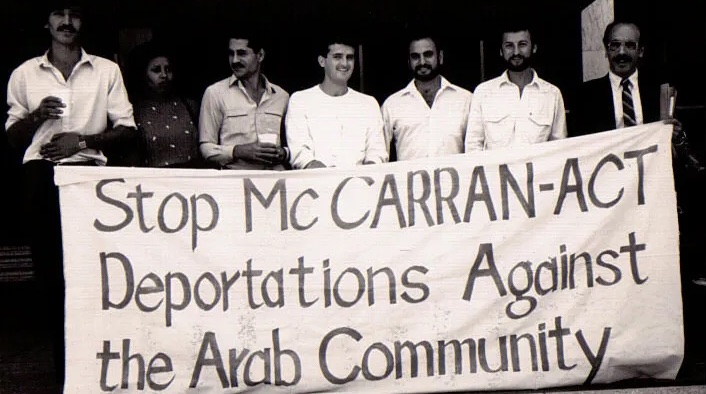 Stop McCARRAN-ACT
Deportations Against
the Arab Community